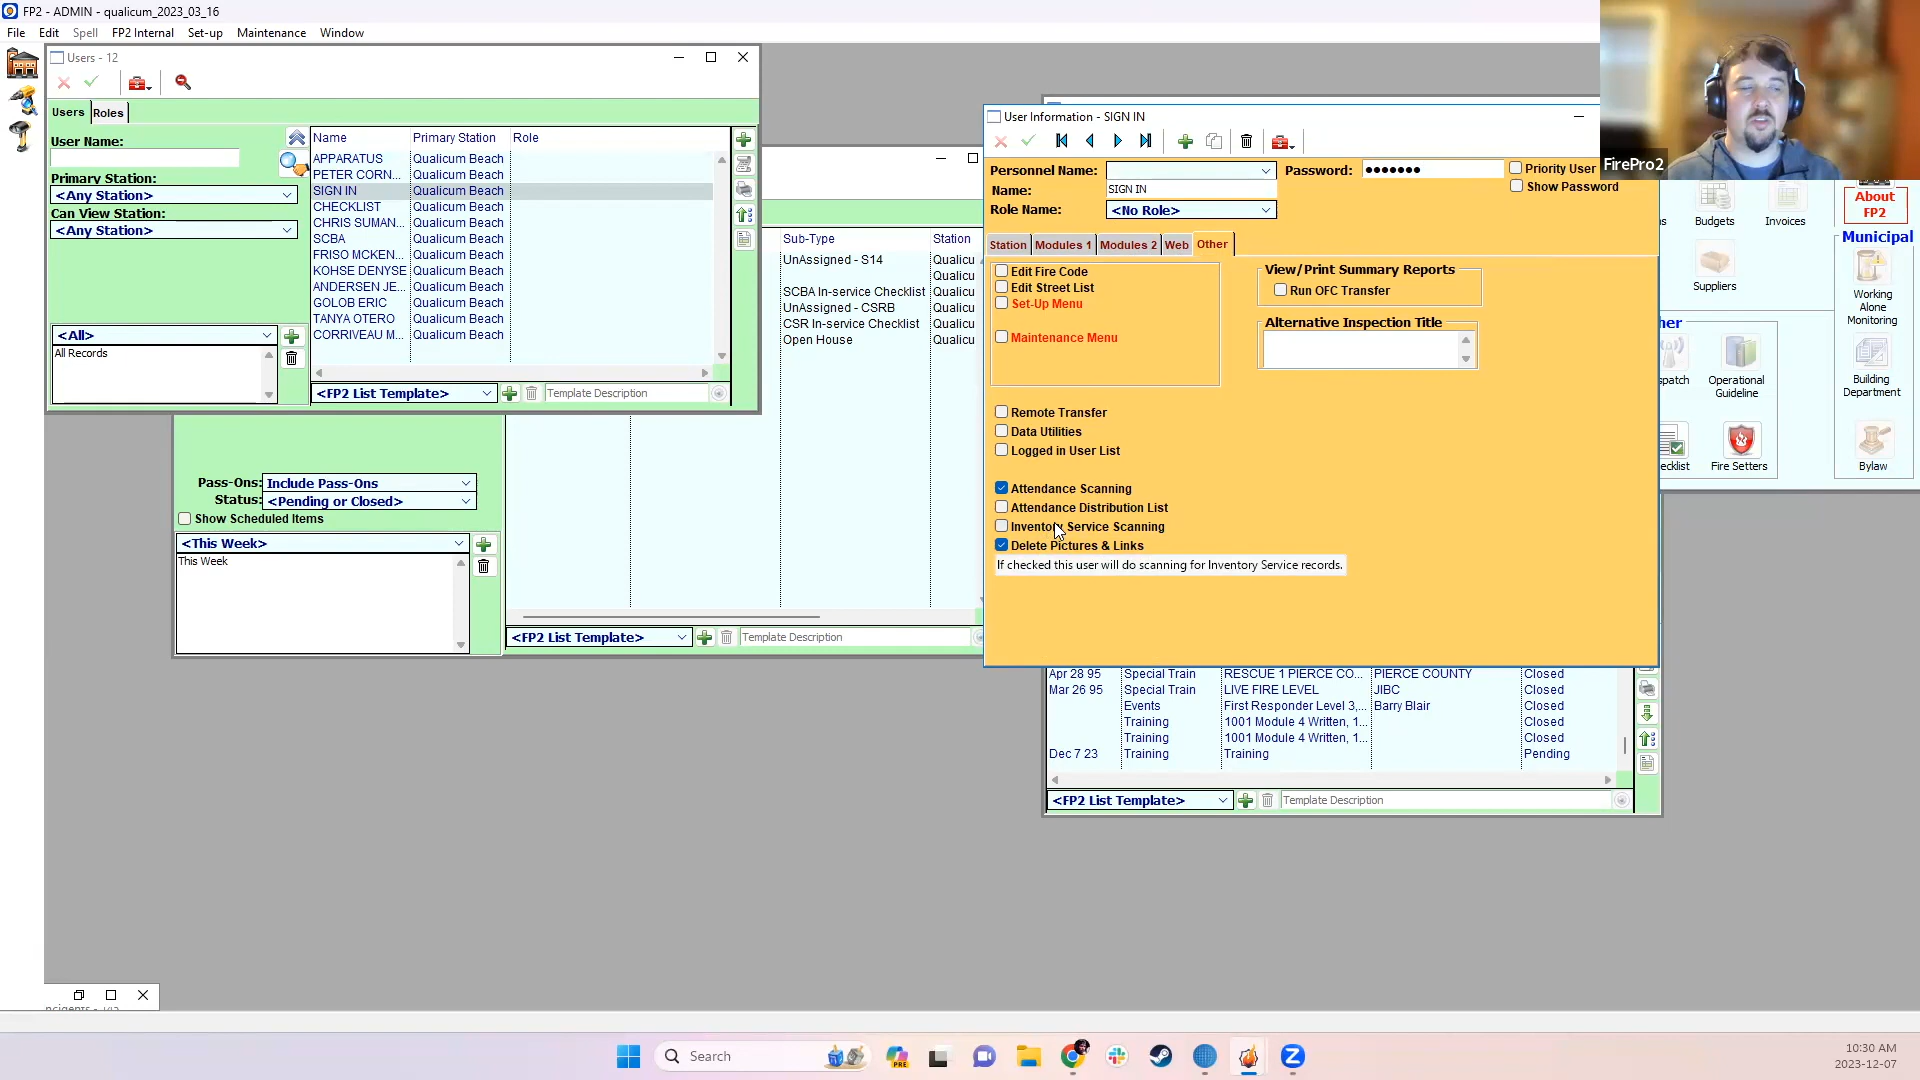 FP2 - ADMIN - qualicum_2023_03_16
File Edit Spell FP2 Internal Set-up Maintenance Window
Users - 12
Users Roles
User Name:
Primary Station:
<Any Station>
Can View Station:
<Any Station>
<All>
All Records
Name Primary Station Role
APPARATUS Qualicum Beach
PETER CORN... Qualicum Beach
SIGN IN Qualicum Beach
CHECKLIST Qualicum Beach
CHRIS SUMAN... Qualicum Beach
SCBA Qualicum Beach
FRISO MCKEN... Qualicum Beach
KOHSE DENYSE Qualicum Beach
ANDERSEN JE... Qualicum Beach
GOLOB ERIC Qualicum Beach
TANYA OTERO Qualicum Beach
CORRIVEAU M... Qualicum Beach
<FP2 List Template> Template Description
Pass-Ons: Include Pass-Ons
Status: <Pending or Closed>
Show Scheduled Items
<This Week>
This Week
Sub-Type Station
UnAssigned - S14 Qualicu
Qualicu
SCBA In-service Checklist Qualicu
UnAssigned - CSRB Qualicu
CSR In-service Checklist Qualicu
Open House Qualicu
<FP2 List Template> Template Description
User Information - SIGN IN
Personnel Name: Password: ●●●●●●● Priority User
Name: SIGN IN Show Password
Role Name: <No Role>
Station Modules 1 Modules 2 Web Other
Edit Fire Code
Edit Street List
Set-Up Menu
Maintenance Menu
View/Print Summary Reports
Run OFC Transfer
Alternative Inspection Title
Remote Transfer
Data Utilities
Logged in User List
Attendance Scanning
Attendance Distribution List
Inventory Service Scanning
Delete Pictures & Links
If checked this user will do scanning for Inventory Service records.
Apr 28 95 Special Train RESCUE 1 PIERCE CO... PIERCE COUNTY Closed
Mar 26 95 Special Train LIVE FIRE LEVEL JIBC Closed
Events First Responder Level 3,... Barry Blair Closed
Training 1001 Module 4 Written, 1... Closed
Training 1001 Module 4 Written, 1... Closed
Dec 7 23 Training Training Pending
<FP2 List Template> Template Description
FirePro2
Budgets Invoices
Suppliers
About
FP2
Municipal
Working
Alone
Monitoring
her
spatch Operational
Guideline
Building
Department
ecklist Fire Setters Bylaw
Search
PRE
10:30 AM
2023-12-07